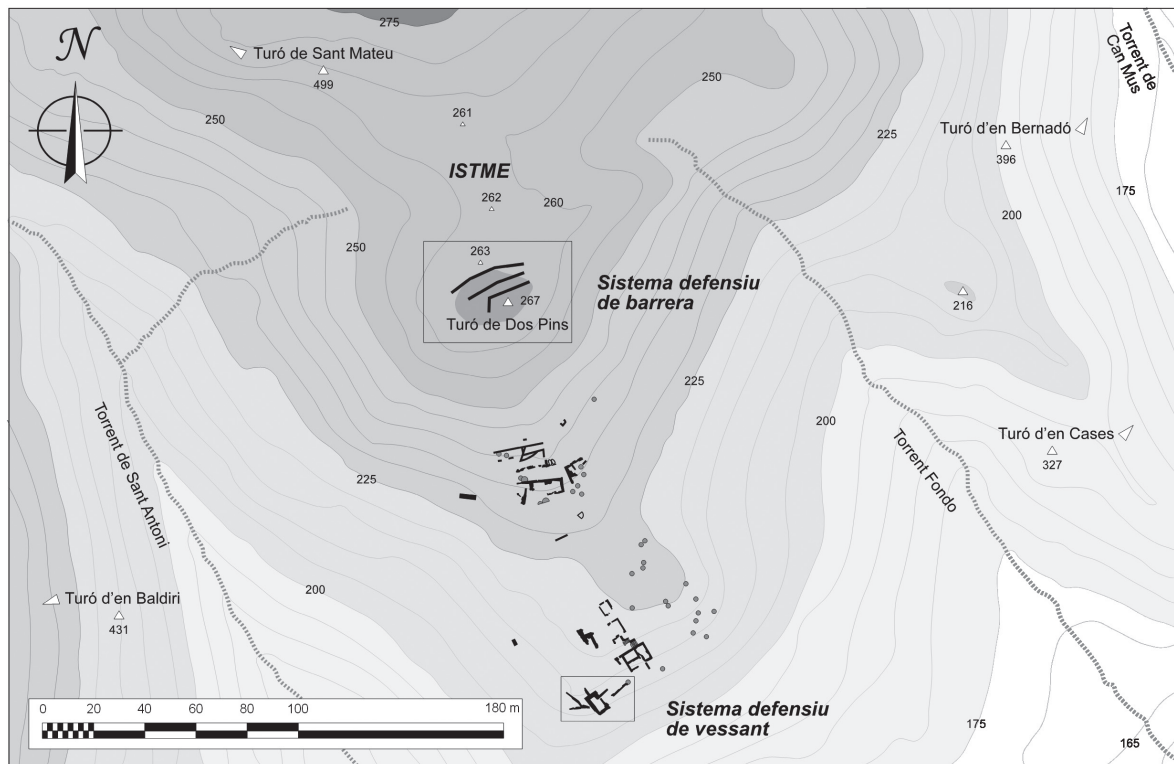 N
275
Turó de Sant Mateu
499
250
261
250
225
Torrent de
Can Mus
Turó d'en Bernadó
396
ISTME
175
262
260
200
250
263
Sistema defensiu
de barrera
267
Turó de Dos Pins
216
225
200
Torrent de Sant Antoni
225
Torrent Fondo
Turó d'en Cases
327
200
Turó d'en Baldiri
431
0 20 40 60 80 100 180 m
Sistema defensiu
de vessant
175
165